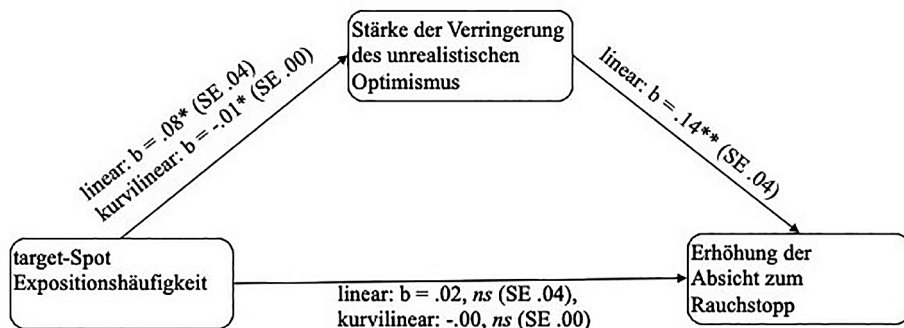 Stärke der Verringerung
des unrealistischen
Optimismus
linear: b = .08* (SE .04)
kurvilinear: b = -.01* (SE .00)
linear: b = .14** (SE .04)
target-Spot
Expositionshäufigkeit
Erhöhung der
Absicht zum
Rauchstopp
linear: b = .02, ns (SE .04),
kurvilinear: -.00, ns (SE .00)